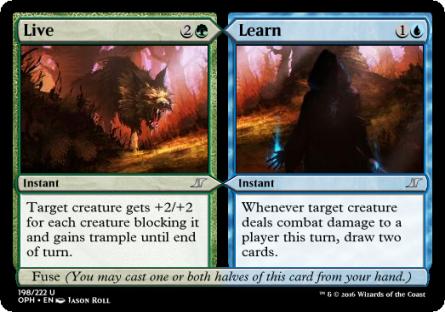 Live 2
Learn 1
Instant
Instant
Target creature gets +2/+2
for each creature blocking it
and gains trample until end
of turn.
Whenever target creature
deals combat damage to a
player this turn, draw two
cards.
Fuse (You may cast one or both halves of this card from your hand.)
198/222 U
OPH • EN Jason Roll
™ & © 2016 Wizards of the Coast